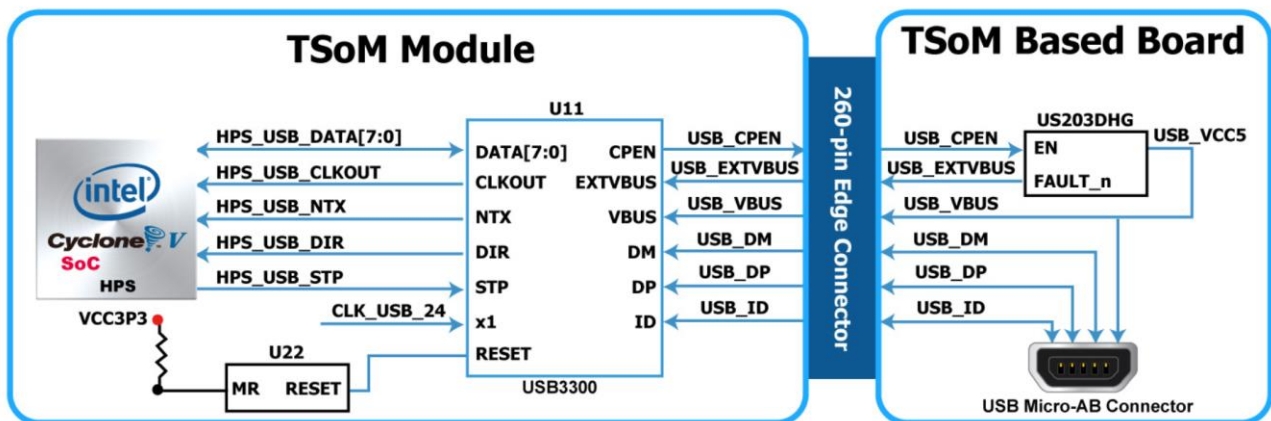 TSoM Module
TSoM Based Board
U11
US203DHG
HPS_USB_DATA[7:0]
DATA[7:0]
CPEN
USB_CPEN
USB_CPEN
EN
USB_VCC5
HPS_USB_CLKOUT
CLKOUT
EXTVBUS
USB_EXTVBUS
USB_EXTVBUS
FAULT_n
HPS_USB_NTX
NTX
VBUS
USB_VBUS
USB_VBUS
HPS_USB_DIR
DIR
DM
USB_DM
USB_DM
HPS_USB_STP
STP
DP
USB_DP
USB_DP
CLK_USB_24
x1
ID
USB_ID
USB_ID
RESET
USB3300
260-pin Edge Connector
intel
Cyclone V
SoC
HPS
VCC3P3
U22
MR
RESET
USB Micro-AB Connector